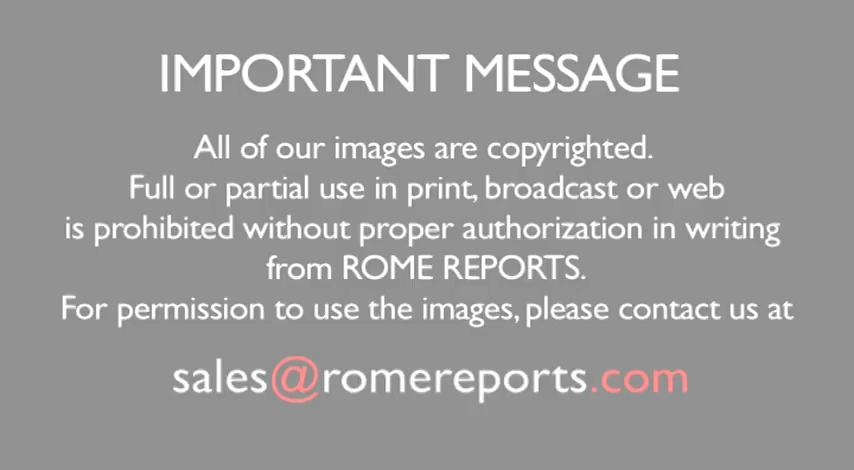 IMPORTANT MESSAGE
All of our images are copyrighted.
Full or partial use in print, broadcast or web
is prohibited without proper authorization in writing
from ROME REPORTS.
For permission to use the images, please contact us at
sales@romereports.com